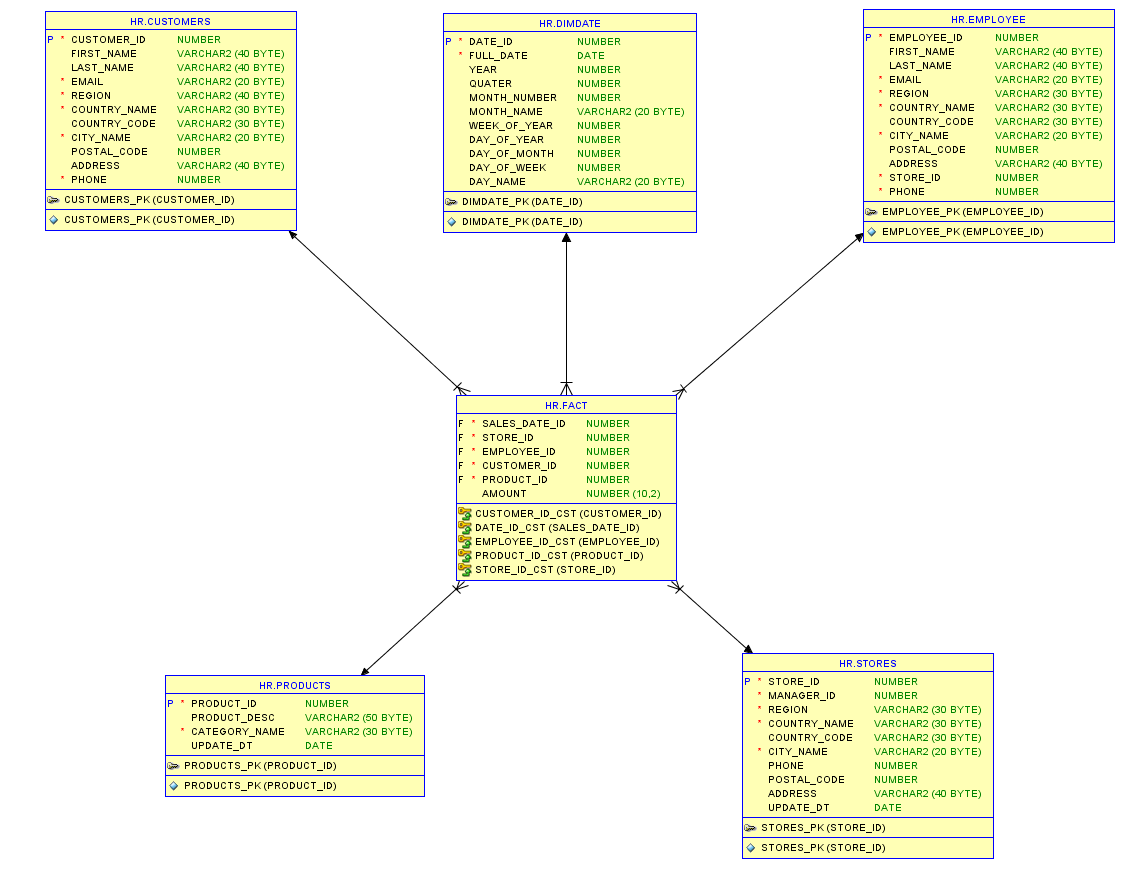 HR.CUSTOMERS
P * CUSTOMER_ID NUMBER
FIRST_NAME VARCHAR2 (40 BYTE)
LAST_NAME VARCHAR2 (40 BYTE)
* EMAIL VARCHAR2 (20 BYTE)
* REGION VARCHAR2 (40 BYTE)
* COUNTRY_NAME VARCHAR2 (30 BYTE)
COUNTRY_CODE VARCHAR2 (30 BYTE)
* CITY_NAME VARCHAR2 (20 BYTE)
POSTAL_CODE NUMBER
ADDRESS VARCHAR2 (40 BYTE)
* PHONE NUMBER
CUSTOMERS_PK (CUSTOMER_ID)
CUSTOMERS_PK (CUSTOMER_ID)
HR.DIMDATE
P * DATE_ID NUMBER
* FULL_DATE DATE
YEAR NUMBER
QUATER NUMBER
MONTH_NUMBER NUMBER
MONTH_NAME VARCHAR2 (20 BYTE)
WEEK_OF_YEAR NUMBER
DAY_OF_YEAR NUMBER
DAY_OF_MONTH NUMBER
DAY_OF_WEEK NUMBER
DAY_NAME VARCHAR2 (20 BYTE)
DIMDATE_PK (DATE_ID)
DIMDATE_PK (DATE_ID)
HR.EMPLOYEE
P * EMPLOYEE_ID NUMBER
FIRST_NAME VARCHAR2 (40 BYTE)
LAST_NAME VARCHAR2 (40 BYTE)
* EMAIL VARCHAR2 (20 BYTE)
* REGION VARCHAR2 (30 BYTE)
* COUNTRY_NAME VARCHAR2 (30 BYTE)
COUNTRY_CODE VARCHAR2 (30 BYTE)
* CITY_NAME VARCHAR2 (20 BYTE)
POSTAL_CODE NUMBER
ADDRESS VARCHAR2 (40 BYTE)
* STORE_ID NUMBER
* PHONE NUMBER
EMPLOYEE_PK (EMPLOYEE_ID)
EMPLOYEE_PK (EMPLOYEE_ID)
HR.FACT
F * SALES_DATE_ID NUMBER
F * STORE_ID NUMBER
F * EMPLOYEE_ID NUMBER
F * CUSTOMER_ID NUMBER
F * PRODUCT_ID NUMBER
AMOUNT NUMBER (10,2)
CUSTOMER_ID_CST (CUSTOMER_ID)
DATE_ID_CST (SALES_DATE_ID)
EMPLOYEE_ID_CST (EMPLOYEE_ID)
PRODUCT_ID_CST (PRODUCT_ID)
STORE_ID_CST (STORE_ID)
HR.PRODUCTS
P * PRODUCT_ID NUMBER
PRODUCT_DESC VARCHAR2 (50 BYTE)
* CATEGORY_NAME VARCHAR2 (30 BYTE)
UPDATE_DT DATE
PRODUCTS_PK (PRODUCT_ID)
PRODUCTS_PK (PRODUCT_ID)
HR.STORES
P * STORE_ID NUMBER
* MANAGER_ID NUMBER
* REGION VARCHAR2 (30 BYTE)
* COUNTRY_NAME VARCHAR2 (30 BYTE)
COUNTRY_CODE VARCHAR2 (30 BYTE)
* CITY_NAME VARCHAR2 (20 BYTE)
PHONE NUMBER
POSTAL_CODE NUMBER
ADDRESS VARCHAR2 (40 BYTE)
UPDATE_DT DATE
STORES_PK (STORE_ID)
STORES_PK (STORE_ID)